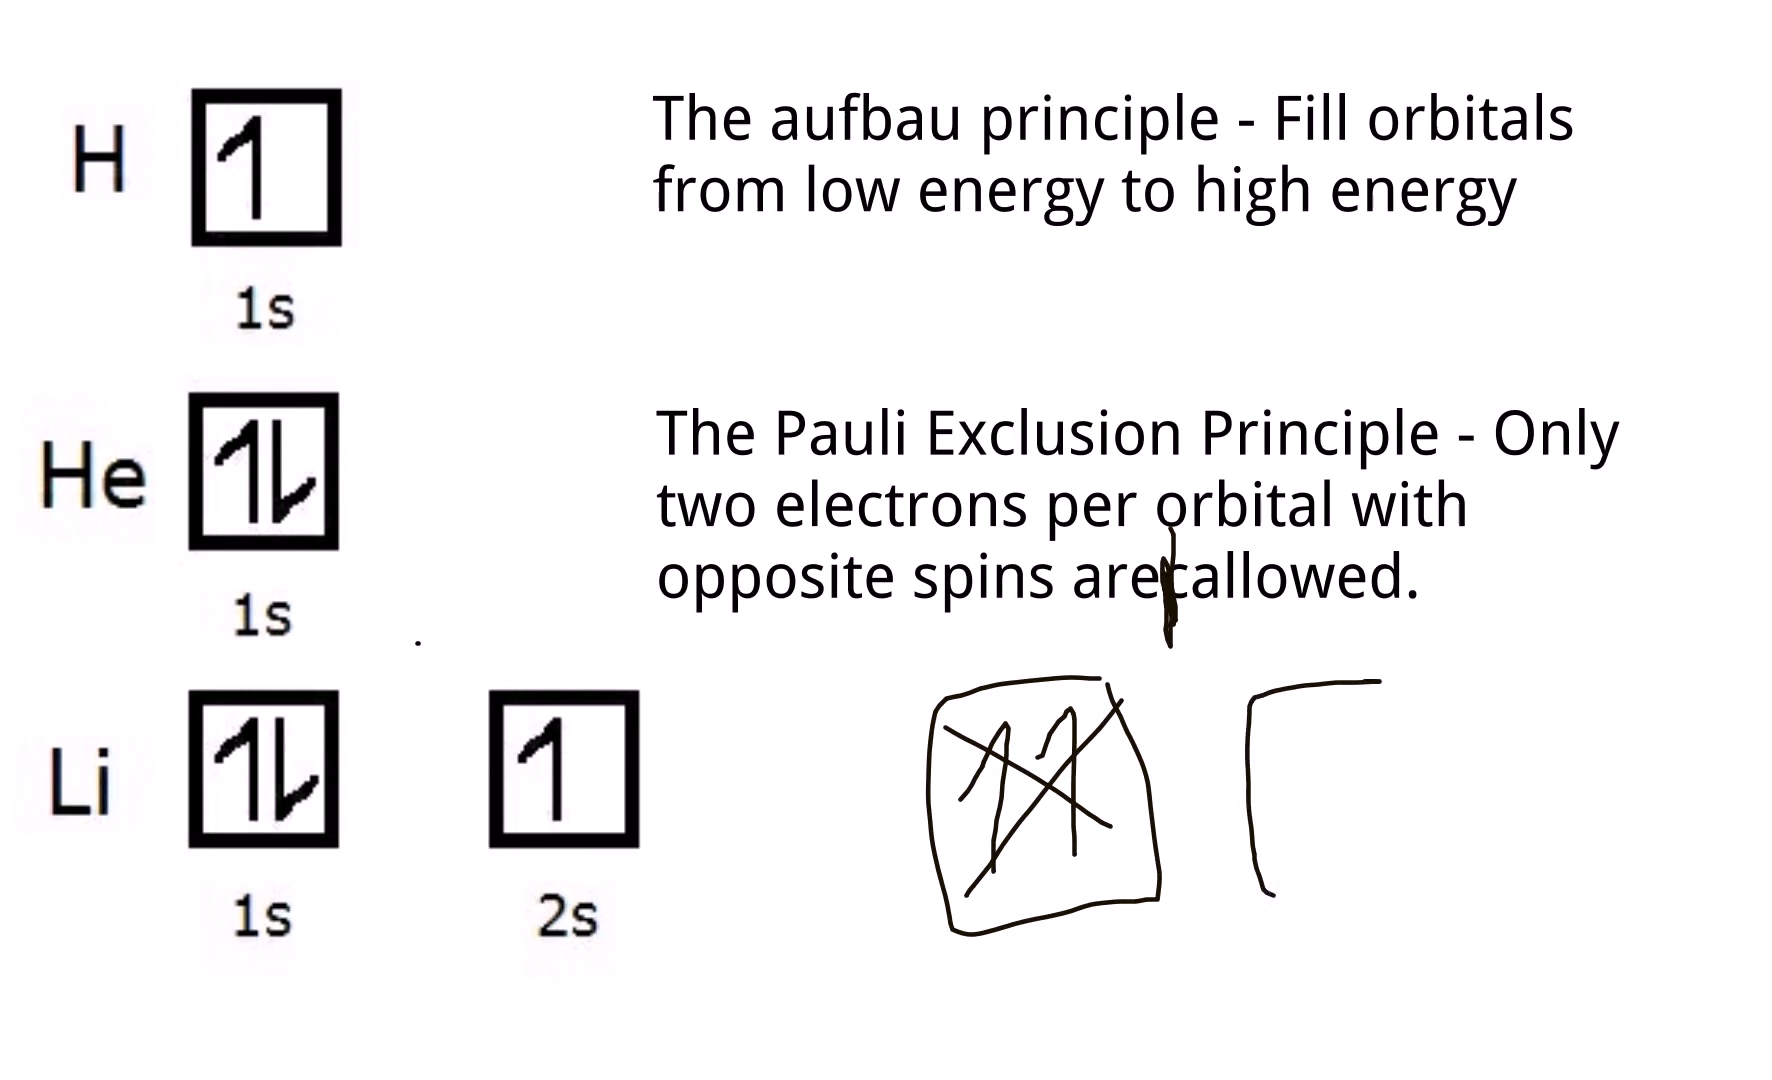 H
1s
The aufbau principle - Fill orbitals
from low energy to high energy
He
1s
The Pauli Exclusion Principle - Only
two electrons per orbital with
opposite spins are allowed.
Li
1s
2s